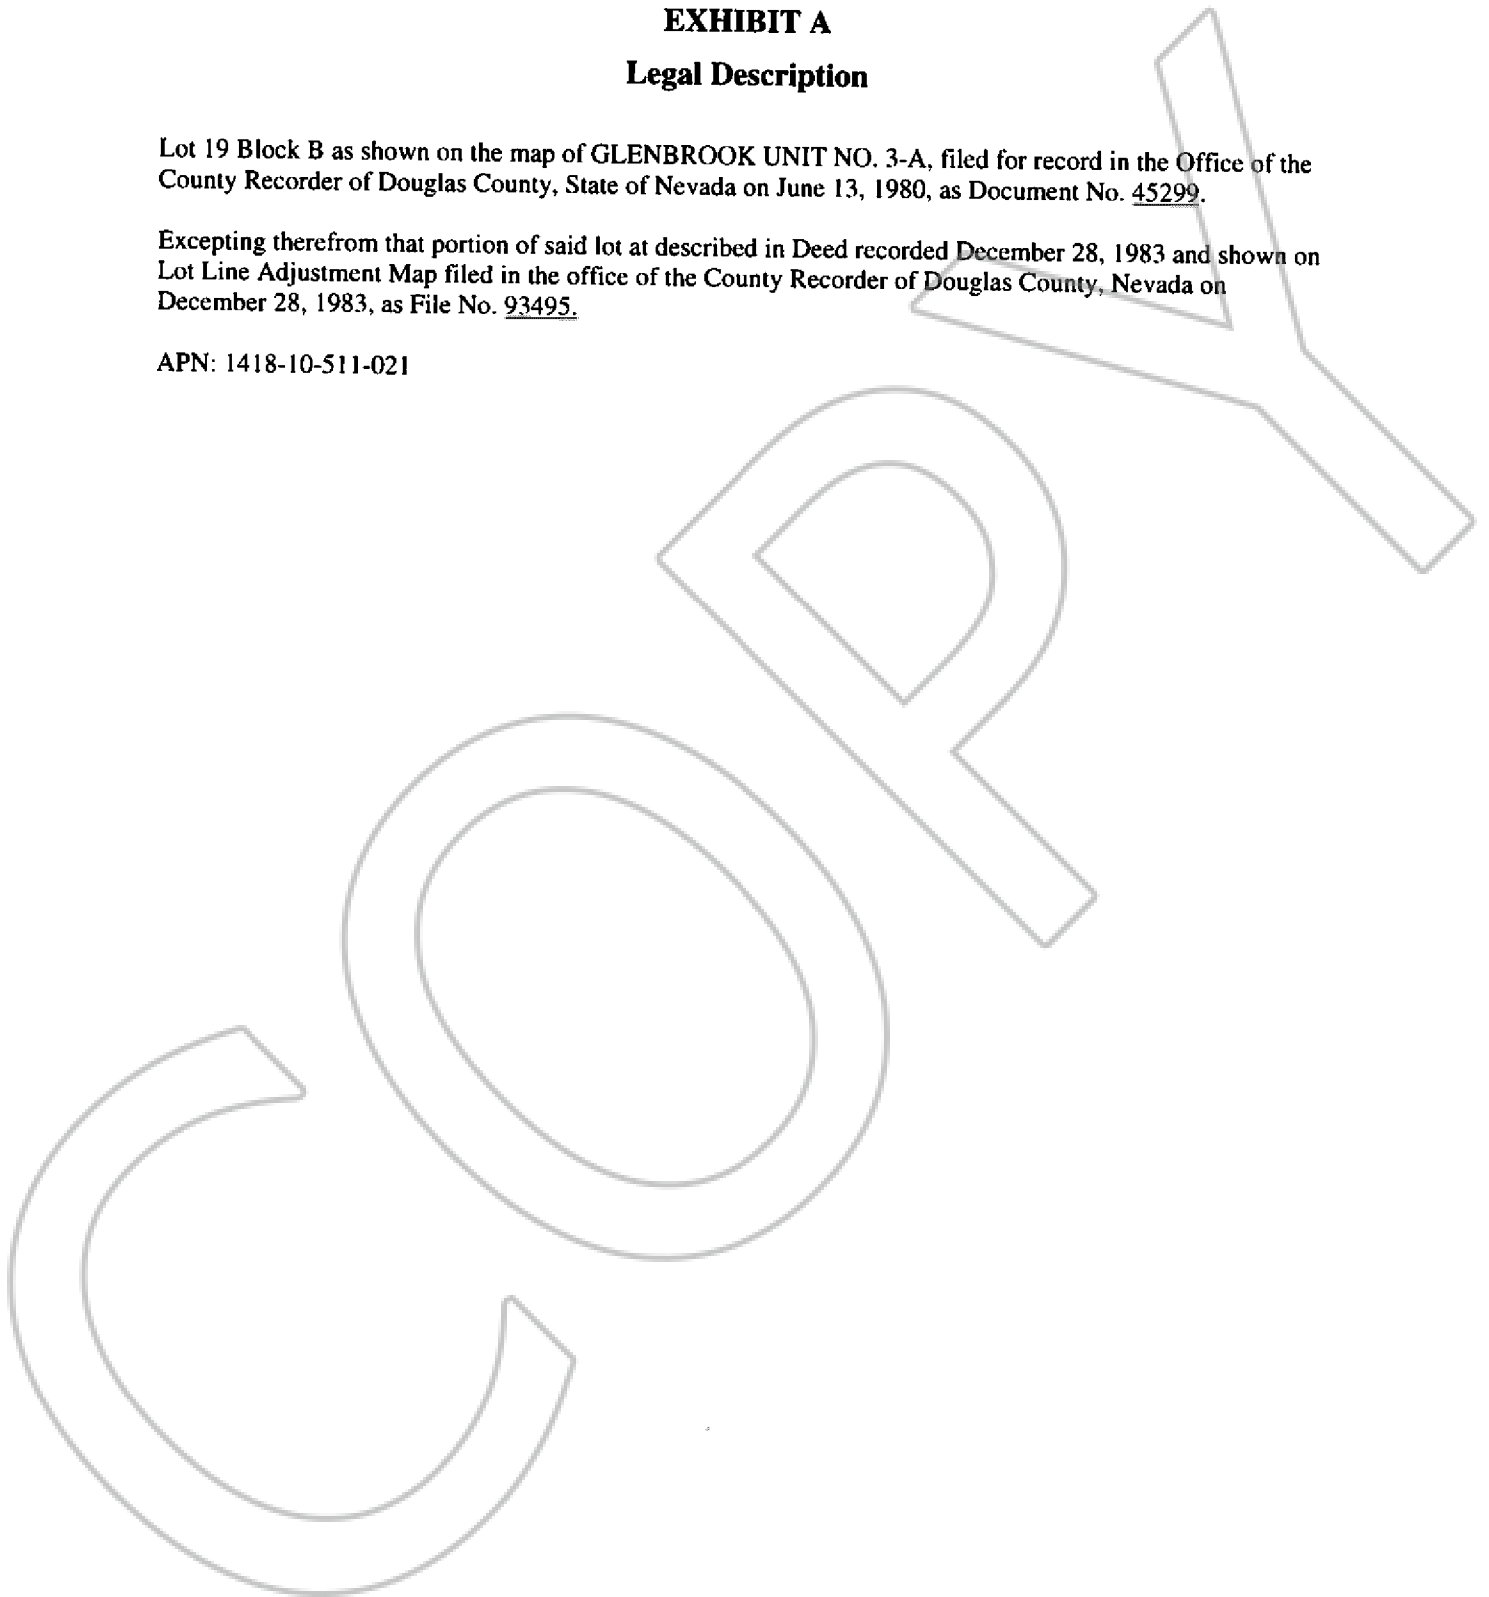 EXHIBIT A
Legal Description
Lot 19 Block B as shown on the map of GLENBROOK UNIT NO. 3-A, filed for record in the Office of the
County Recorder of Douglas County, State of Nevada on June 13, 1980, as Document No. 45299.
Excepting therefrom that portion of said lot at described in Deed recorded December 28, 1983 and shown on
Lot Line Adjustment Map filed in the office of the County Recorder of Douglas County, Nevada on
December 28, 1983, as File No. 93495.
APN: 1418-10-511-021
COPY